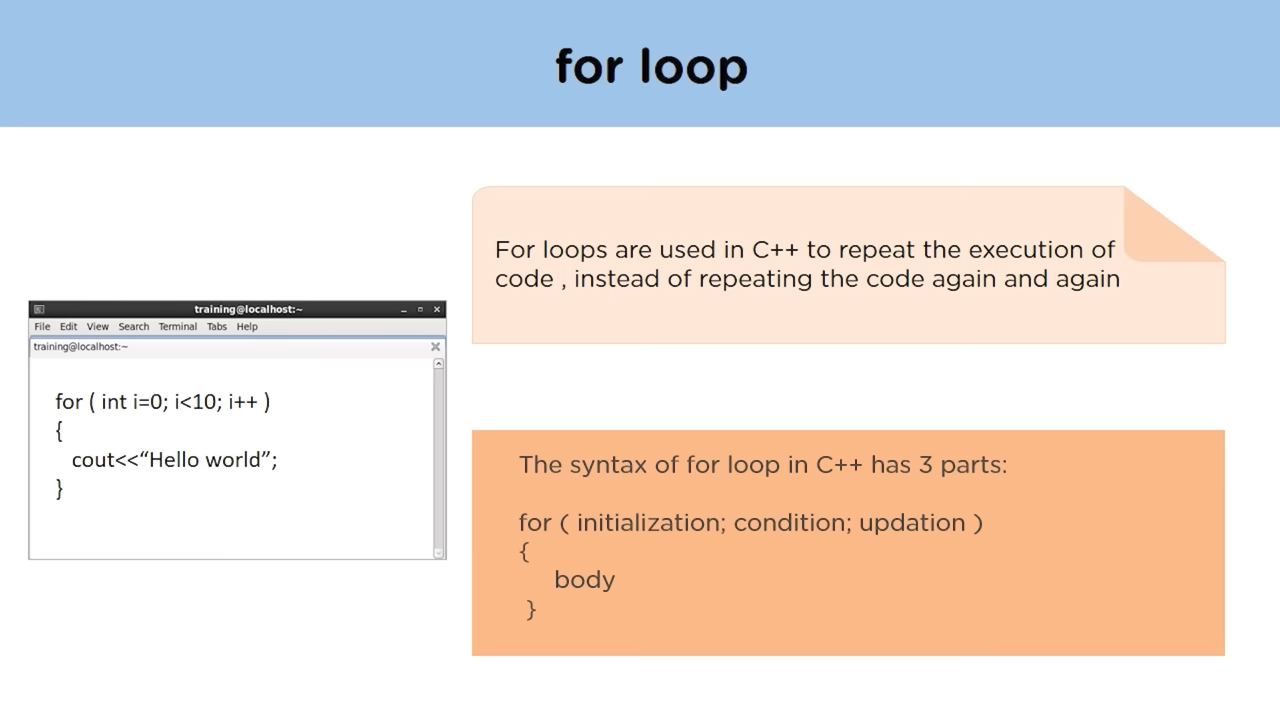 for loop
For loops are used in C++ to repeat the execution of
code , instead of repeating the code again and again
training@localhost:~
File Edit View Search Terminal Tabs Help
training@localhost:~
for ( int i=0; i<10; i++ )
{
cout<<“Hello world”;
}
The syntax of for loop in C++ has 3 parts:
for ( initialization; condition; updation )
{
body
}